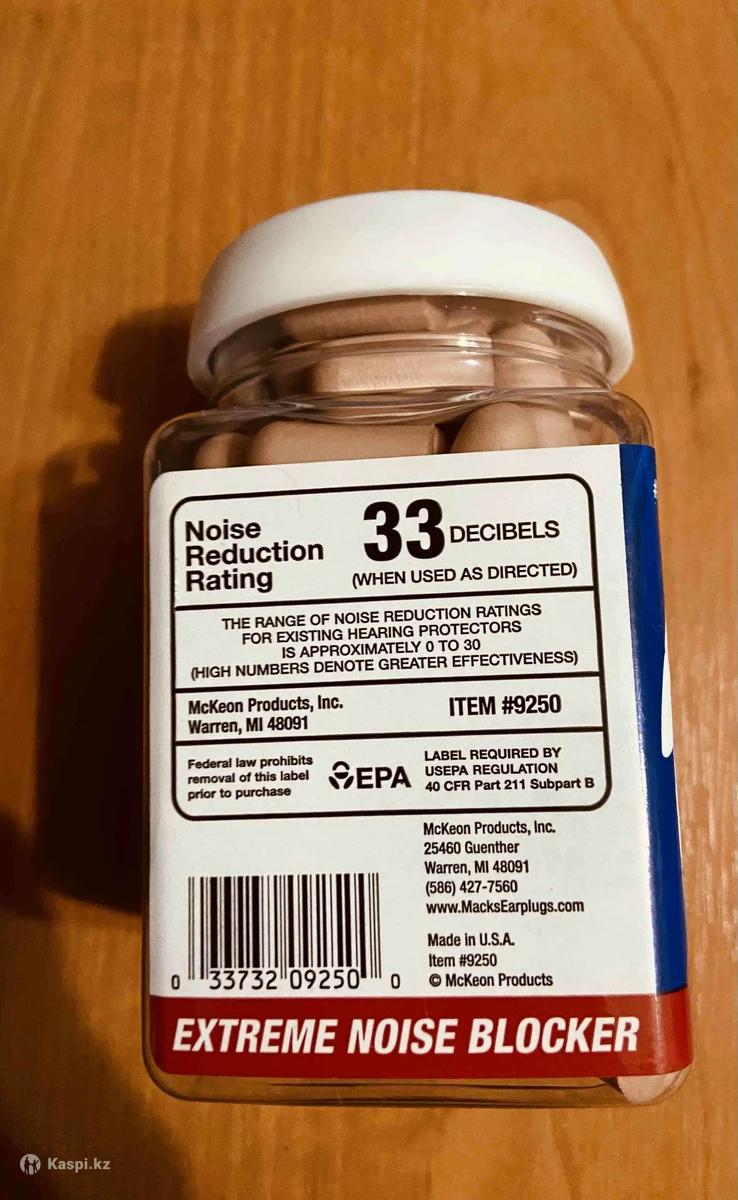 Noise
Reduction
Rating
33 DECIBELS
(WHEN USED AS DIRECTED)
THE RANGE OF NOISE REDUCTION RATINGS
FOR EXISTING HEARING PROTECTORS
IS APPROXIMATELY 0 TO 30
(HIGH NUMBERS DENOTE GREATER EFFECTIVENESS)
McKeon Products, Inc.
Warren, MI 48091
ITEM #9250
Federal law prohibits
removal of this label
prior to purchase
EPA
LABEL REQUIRED BY
USEPA REGULATION
40 CFR Part 211 Subpart B
McKeon Products, Inc.
25460 Guenther
Warren, MI 48091
(586) 427-7560
www.MacksEarplugs.com
Made in U.S.A.
Item #9250
© McKeon Products
0 33732 09250 0
EXTREME NOISE BLOCKER
Kaspi.kz